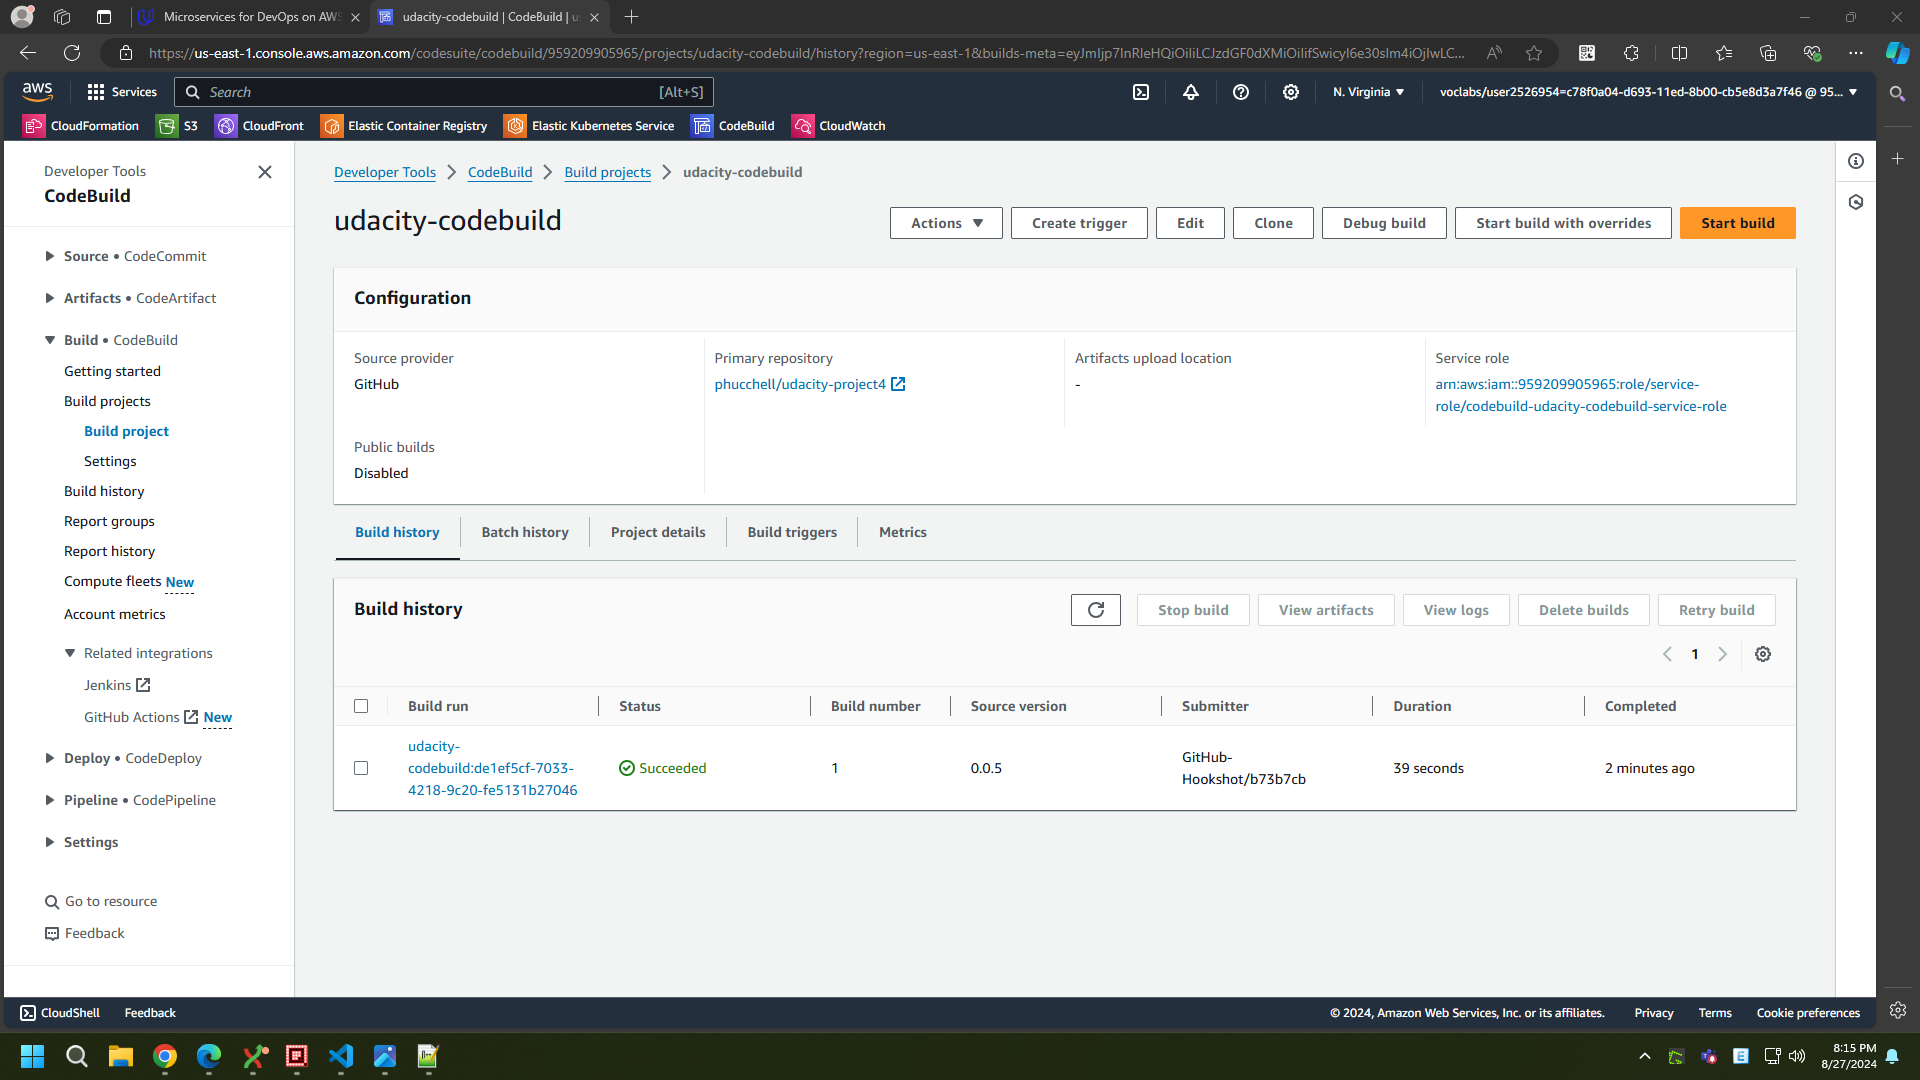 Microservices for DevOps on AWS
udacity-codebuild | CodeBuild | u
https://us-east-1.console.aws.amazon.com/codesuite/codebuild/959209905965/projects/udacity-codebuild/history?region=us-east-1&builds-meta=
aws Services Search [Alt+S] N. Virginia voclabs/user2526954=c78f0a04-d693-11ed-8b00-cb5e8d3a7f46 @ 95...
CloudFormation S3 CloudFront Elastic Container Registry Elastic Kubernetes Service CodeBuild CloudWatch
Developer Tools
CodeBuild
Source • CodeCommit
Artifacts • CodeArtifact
Build • CodeBuild
Getting started
Build projects
Build project
Settings
Build history
Report groups
Report history
Compute fleets New
Account metrics
Related integrations
Jenkins
GitHub Actions New
Deploy • CodeDeploy
Pipeline • CodePipeline
Settings
Go to resource
Feedback
Developer Tools CodeBuild Build projects udacity-codebuild
udacity-codebuild
Actions Create trigger Edit Clone Debug build Start build with overrides Start build
Configuration
Source provider
GitHub
Primary repository
phucchell/udacity-project4
Artifacts upload location
-
Service role
arn:aws:iam::959209905965:role/service-
role/codebuild-udacity-codebuild-service-role
Public builds
Disabled
Build history Batch history Project details Build triggers Metrics
Build history
Stop build View artifacts View logs Delete builds Retry build
1
Build run Status Build number Source version Submitter Duration Completed
udacity-
codebuild:de1ef5cf-7033-
4218-9c20-fe5131b27046
Succeeded
1
0.0.5
GitHub-
Hookshot/b73b7cb
39 seconds
2 minutes ago
CloudShell Feedback © 2024, Amazon Web Services, Inc. or its affiliates. Privacy Terms Cookie preferences
8:15 PM
8/27/2024